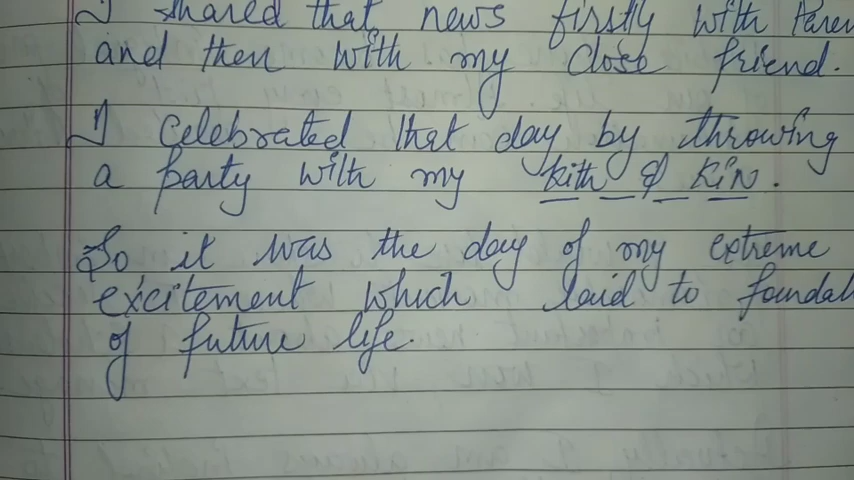 I shared that news firstly with Paren
and then with my close friend.
I celebrated that day by throwing
a party with my kith & kin.
So it was the day of my extreme
excitement which laid to foundat
of future life.